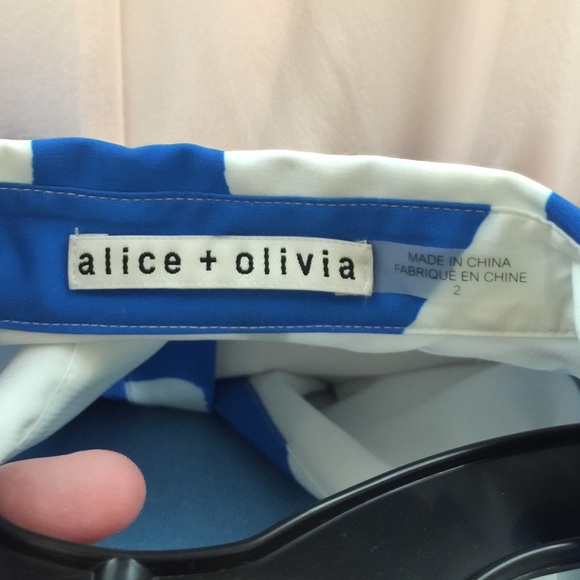 alice + olivia
MADE IN CHINA
FABRIQUE EN CHINE
2